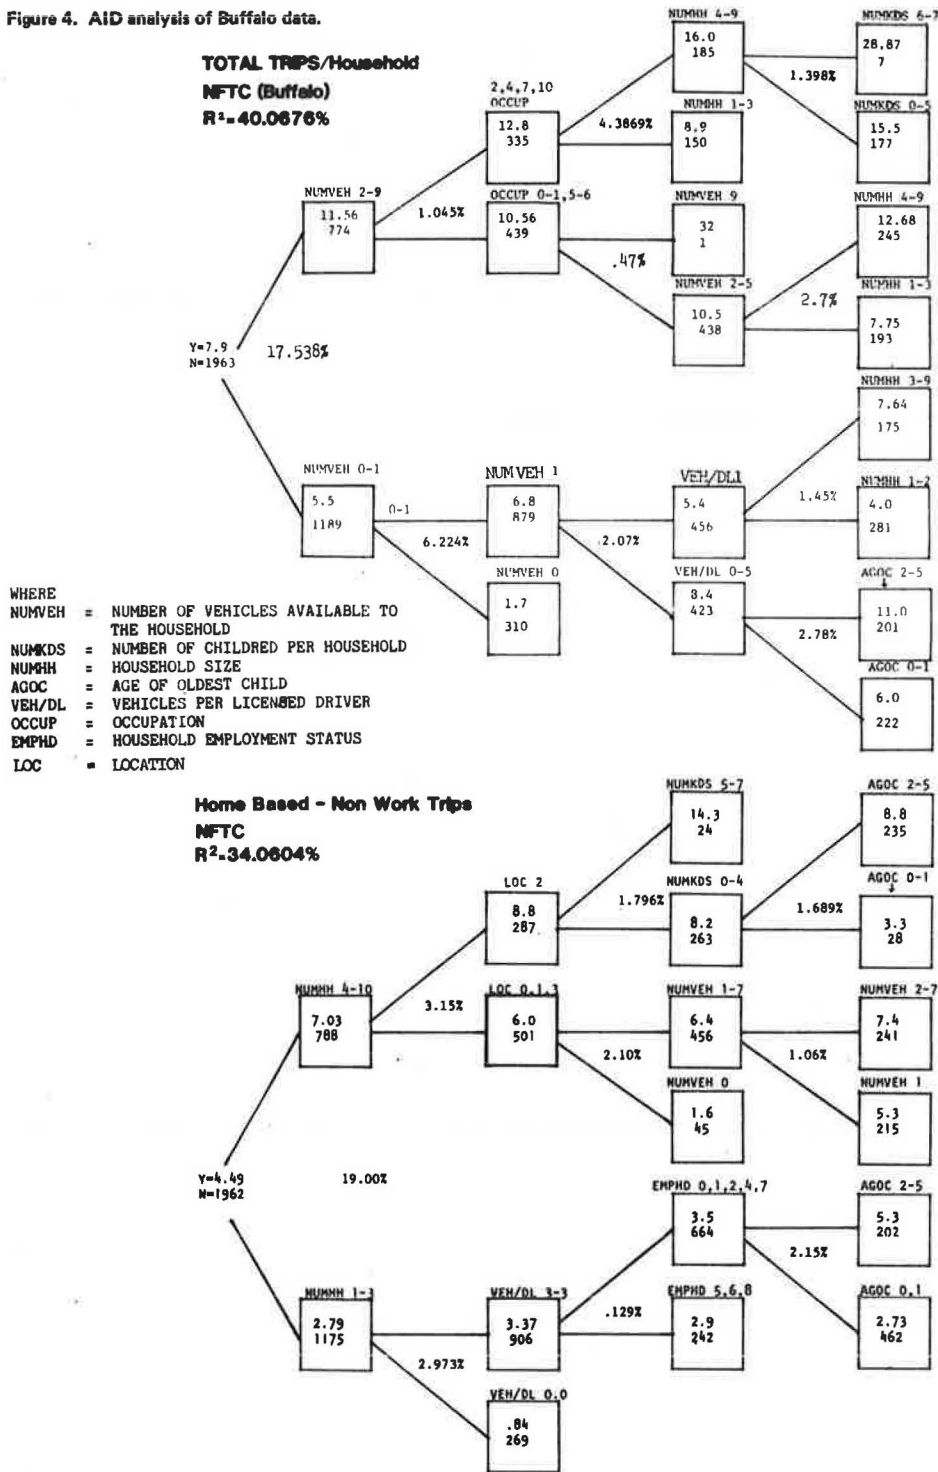 Figure 4. AID analysis of Buffalo data.
TOTAL TRIPS/Household
NFTC (Buffalo)
R²=40.0676%
NUMHH 4-9
16.0
185
NUMKDS 6-7
28.87
7
1.398%
2,4,7,10
OCCUP
12.8
335
4.3869%
NUMHH 1-3
8.9
150
NUMKDS 0-5
15.5
177
NUMVEH 2-9
11.56
774
1.045%
OCCUP 0-1,5-6
10.56
439
NUMVEH 9
32
1
NUMHH 4-9
12.68
245
.47%
NUMVEH 2-5
10.5
438
2.7%
NUMHH 1-3
7.75
193
Y=7.9
N=1963
17.538%
NUMHH 3-9
7.64
175
NUMVEH 0-1
5.5
1189
0-1
NUMVEH 1
6.8
879
VEH/DL1
5.4
456
1.45%
NUMHH 1-2
4.0
281
6.224%
2.07%
NUMVEH 0
1.7
310
VEH/DL 0-5
8.4
423
AGOC 2-5
11.0
201
2.78%
AGOC 0-1
6.0
222
WHERE
NUMVEH = NUMBER OF VEHICLES AVAILABLE TO
THE HOUSEHOLD
NUMKDS = NUMBER OF CHILDRED PER HOUSEHOLD
NUMHH = HOUSEHOLD SIZE
AGOC = AGE OF OLDEST CHILD
VEH/DL = VEHICLES PER LICENSED DRIVER
OCCUP = OCCUPATION
EMPHD = HOUSEHOLD EMPLOYMENT STATUS
LOC = LOCATION
Home Based - Non Work Trips
NFTC
R²=34.0604%
NUMKDS 5-7
14.3
24
AGOC 2-5
8.8
235
LOC 2
8.8
287
1.796%
NUMKDS 0-4
8.2
263
1.689%
AGOC 0-1
3.3
28
NUMHH 4-10
7.03
788
3.15%
LOC 0,1,3
6.0
501
NUMVEH 1-7
6.4
456
NUMVEH 2-7
7.4
241
2.10%
1.06%
NUMVEH 0
1.6
45
NUMVEH 1
5.3
215
Y=4.49
N=1962
19.00%
EMPHD 0,1,2,4,7
3.5
664
AGOC 2-5
5.3
202
2.15%
NUMHH 1-3
2.79
1175
VEH/DL 3-3
3.37
906
.129%
EMPHD 5,6,8
2.9
242
AGOC 0,1
2.73
462
2.973%
VEH/DL 0.0
.84
269